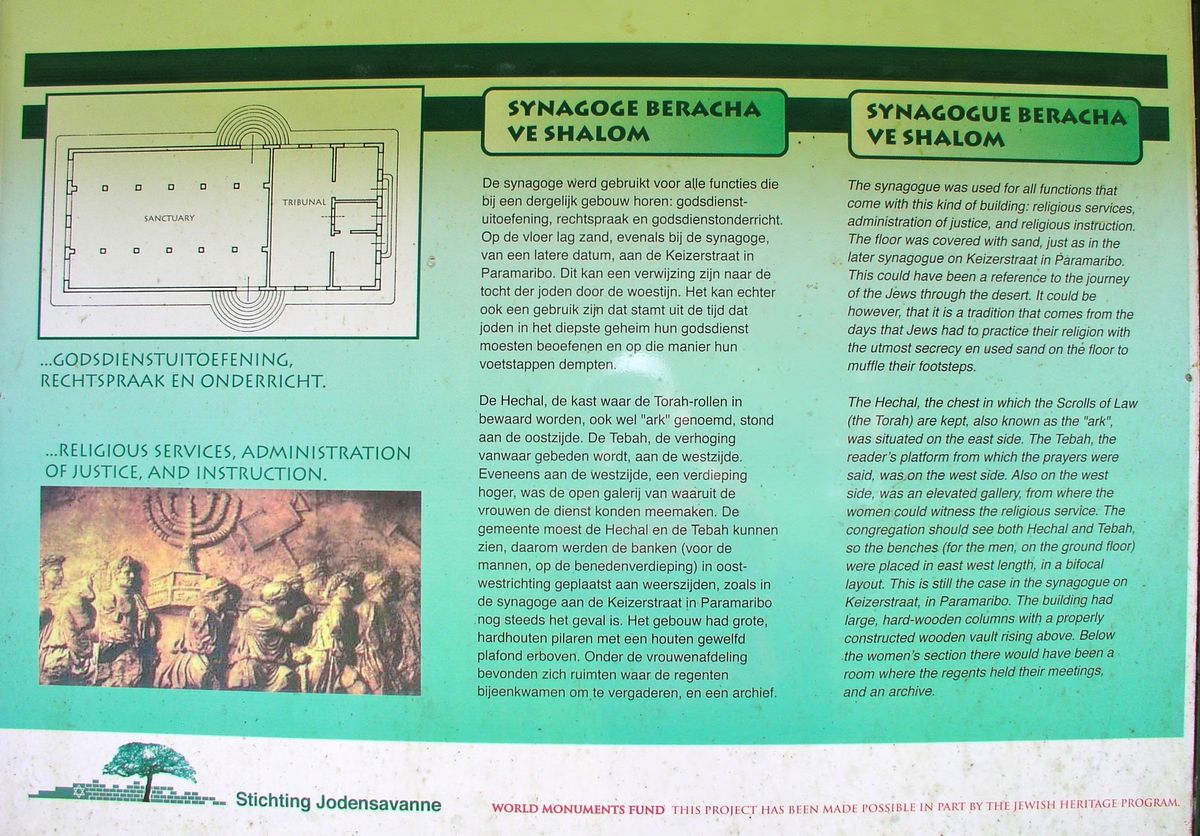 SANCTUARY
TRIBUNAL
...GODSDIENSTUITOEFENING,
RECHTSPRAAK EN ONDERRICHT.
...RELIGIOUS SERVICES, ADMINISTRATION
OF JUSTICE, AND INSTRUCTION.
SYNAGOGE BERACHA
VE SHALOM
De synagoge werd gebruikt voor alle functies die
bij een dergelijk gebouw horen: godsdienst-
uitoefening, rechtspraak en godsdienstonderricht.
Op de vloer lag zand, evenals bij de synagoge,
van een latere datum, aan de Keizerstraat in
Paramaribo. Dit kan een verwijzing zijn naar de
tocht der joden door de woestijn. Het kan echter
ook een gebruik zijn dat stamt uit de tijd dat
joden in het diepste geheim hun godsdienst
moesten beoefenen en op die manier hun
voetstappen dempten.
De Hechal, de kast waar de Torah-rollen in
bewaard worden, ook wel "ark" genoemd, stond
aan de oostzijde. De Tebah, de verhoging
vanwaar gebeden wordt, aan de westzijde.
Eveneens aan de westzijde, een verdieping
hoger, was de open galerij van waaruit de
vrouwen de dienst konden meemaken. De
gemeente moest de Hechal en de Tebah kunnen
zien, daarom werden de banken (voor de
mannen, op de benedenverdieping) in oost-
westrichting geplaatst aan weerszijden, zoals in
de synagoge aan de Keizerstraat in Paramaribo
nog steeds het geval is. Het gebouw had grote,
hardhouten pilaren met een houten gewelfd
plafond erboven. Onder de vrouwenafdeling
bevonden zich ruimten waar de regenten
bijeenkwamen om te vergaderen, en een archief.
SYNAGOGUE BERACHA
VE SHALOM
The synagogue was used for all functions that
come with this kind of building: religious services,
administration of justice, and religious instruction.
The floor was covered with sand, just as in the
later synagogue on Keizerstraat in Paramaribo.
This could have been a reference to the journey
of the Jews through the desert. It could be
however, that it is a tradition that comes from the
days that Jews had to practice their religion with
the utmost secrecy en used sand on the floor to
muffle their footsteps.
The Hechal, the chest in which the Scrolls of Law
(the Torah) are kept, also known as the "ark",
was situated on the east side. The Tebah, the
reader's platform from which the prayers were
said, was on the west side. Also on the west
side, was an elevated gallery, from where the
women could witness the religious service. The
congregation should see both Hechal and Tebah,
so the benches (for the men, on the ground floor)
were placed in east west length, in a bifocal
layout. This is still the case in the synagogue on
Keizerstraat, in Paramaribo. The building had
large, hard-wooden columns with a properly
constructed wooden vault rising above. Below
the women's section there would have been a
room where the regents held their meetings,
and an archive.
Stichting Jodensavanne
WORLD MONUMENTS FUND THIS PROJECT HAS BEEN MADE POSSIBLE IN PART BY THE JEWISH HERITAGE PROGRAM.